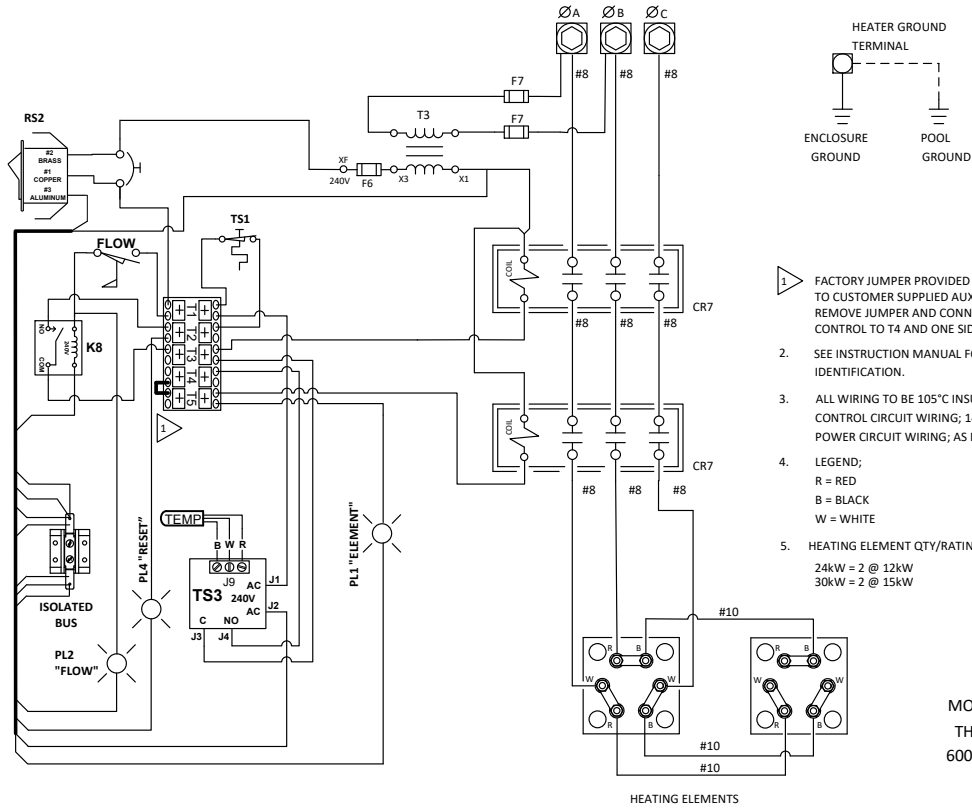 ØA ØB ØC
#8 #8 #8
F7
F7
T3
XF
240V
F6
X3
X1
RS2
#2
BRASS
#1
COPPER
#3
ALUMINUM
HEATER GROUND
TERMINAL
ENCLOSURE
GROUND
POOL
GROUND
FLOW
TS1
T1
T2
T3
T4
T5
NO
COM
240V
K8
1
COIL
CR7
#8 #8 #8
COIL
CR7
#8 #8 #8
1 FACTORY JUMPER PROVIDED
TO CUSTOMER SUPPLIED AUX
REMOVE JUMPER AND CONN
CONTROL TO T4 AND ONE SID
2. SEE INSTRUCTION MANUAL FO
IDENTIFICATION.
3. ALL WIRING TO BE 105°C INSU
CONTROL CIRCUIT WIRING; 14
POWER CIRCUIT WIRING; AS
4. LEGEND;
R = RED
B = BLACK
W = WHITE
5. HEATING ELEMENT QTY/RATIN
24kW = 2 @ 12kW
30kW = 2 @ 15kW
ISOLATED
BUS
PL2
"FLOW"
PL4 "RESET"
TEMP
B W R
J9
TS3 240V
AC J1
AC J2
C NO
J3 J4
PL1 "ELEMENT"
#10
R B
W
R B
R B
W W
R B
#10
#10
HEATING ELEMENTS
MO
TH
600